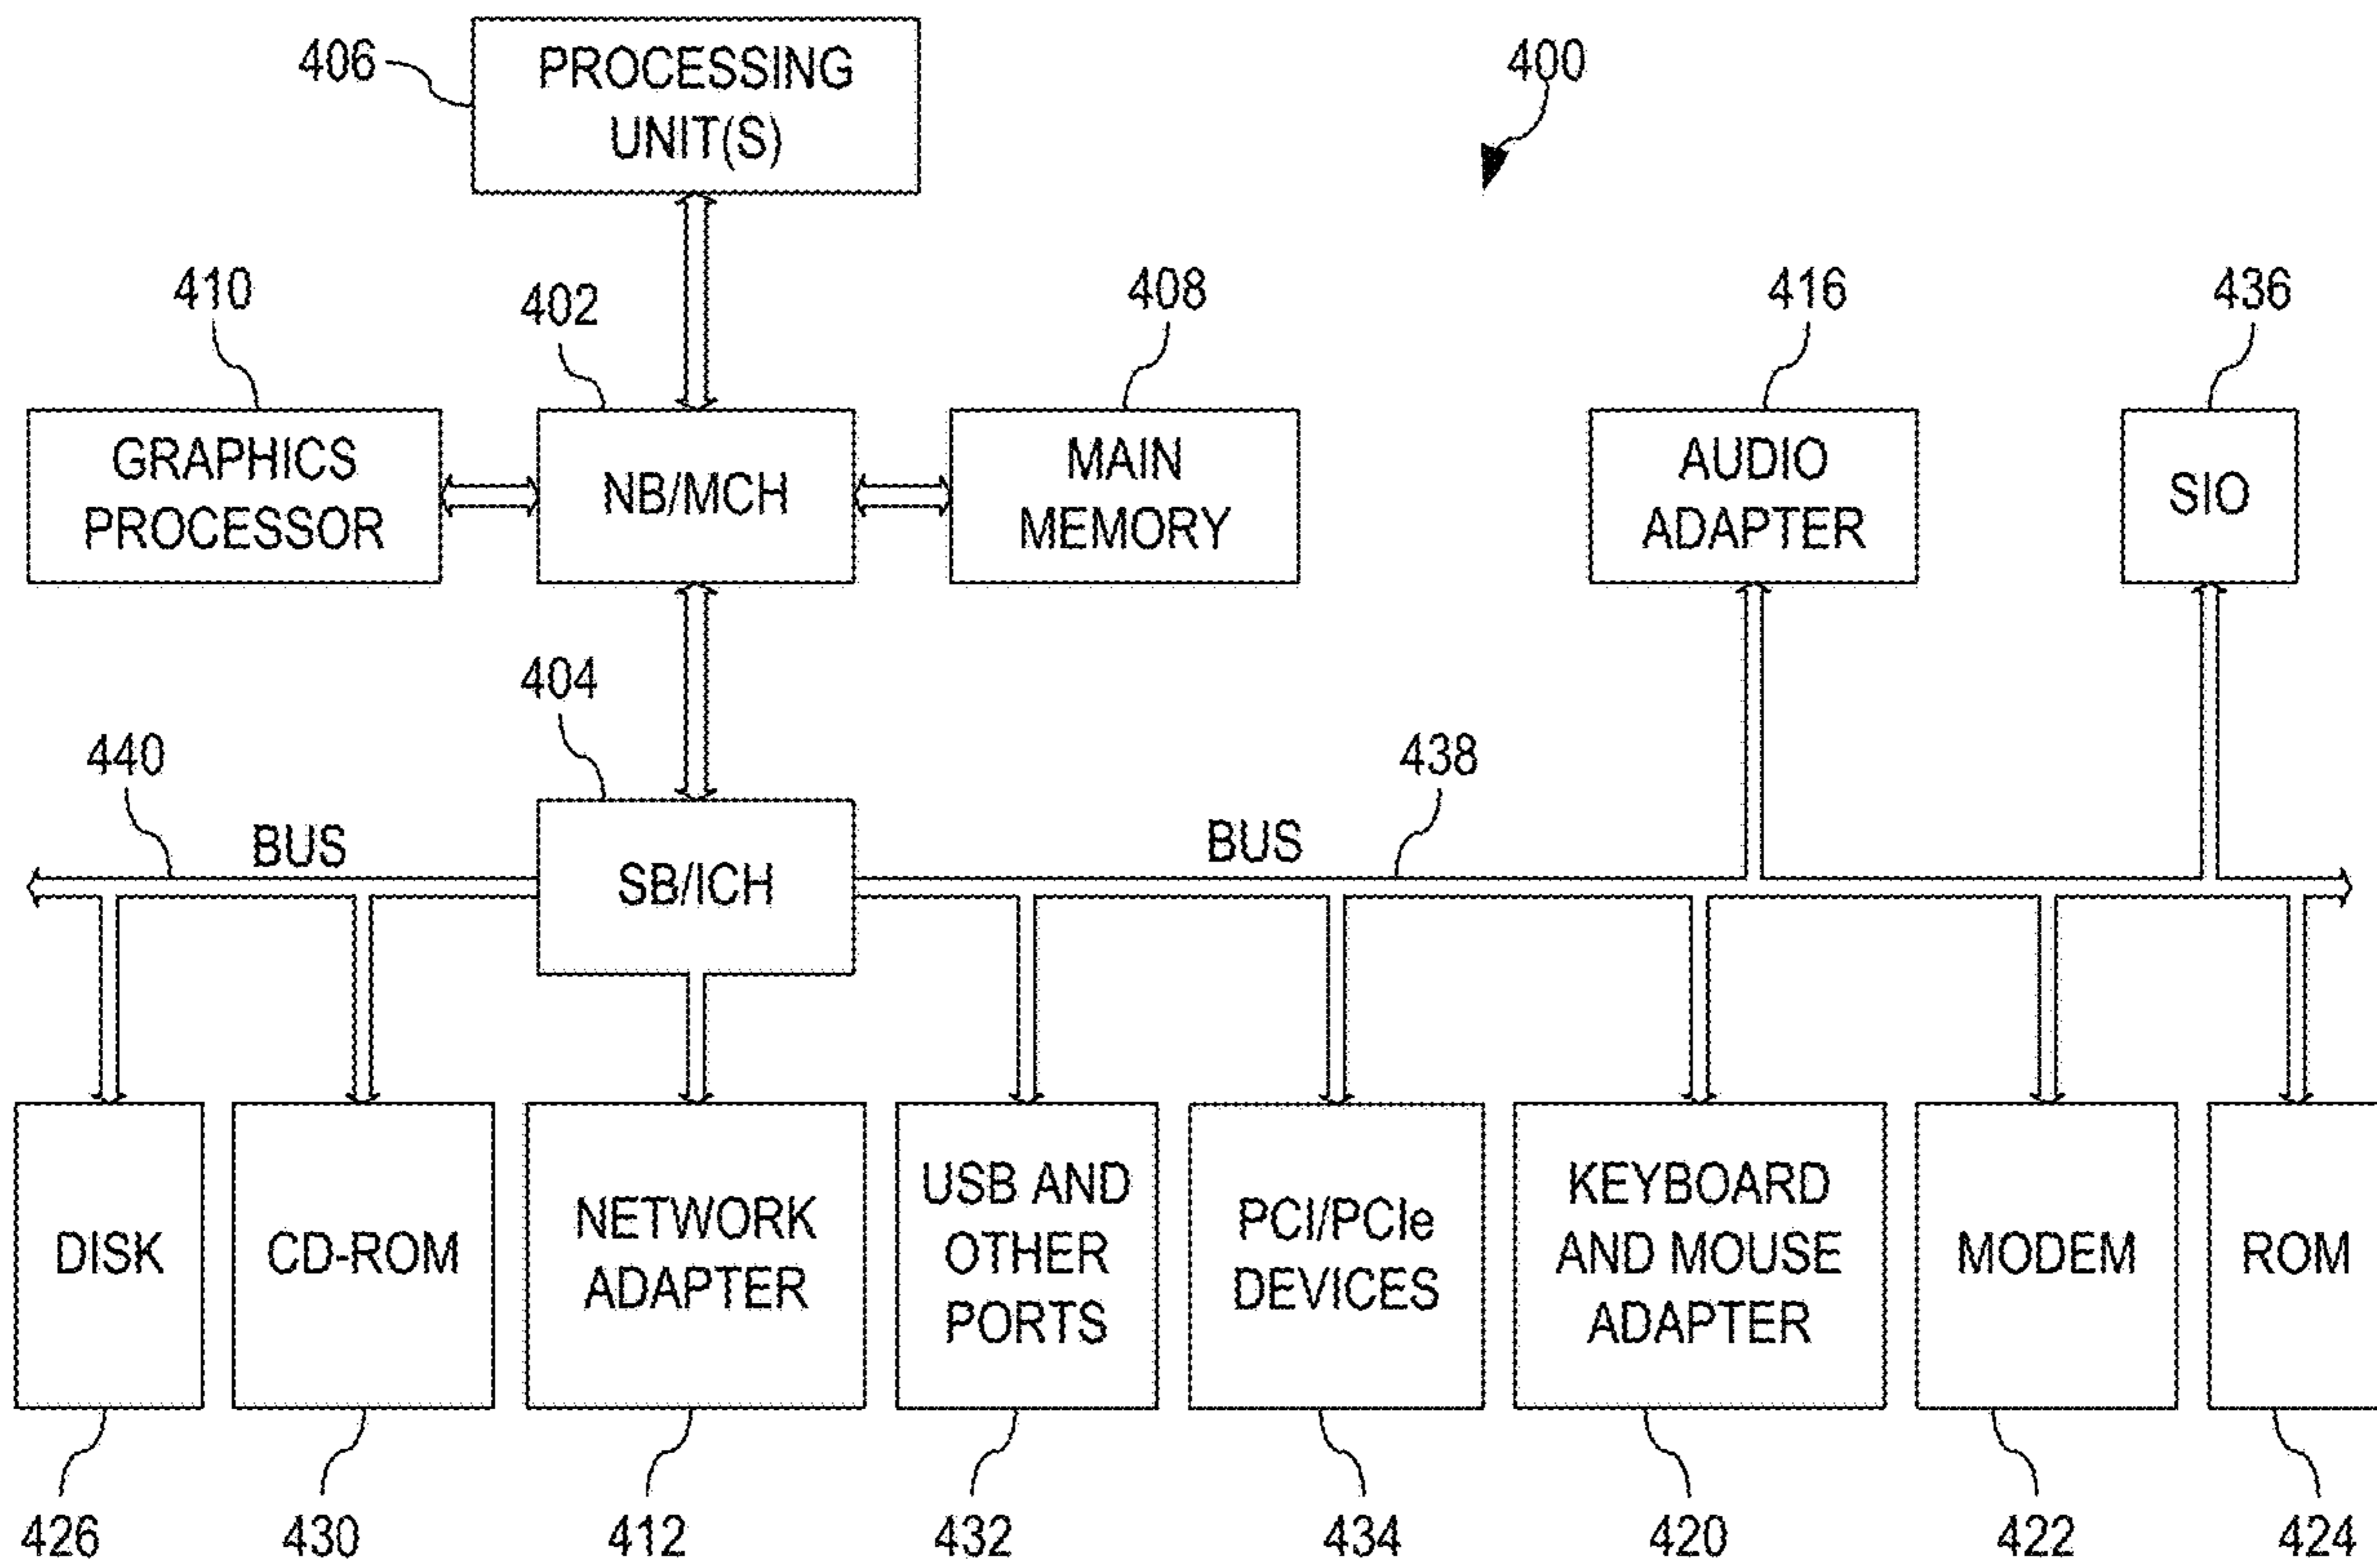 406
PROCESSING
UNIT(S)
400
410
402
408
416
436
GRAPHICS
PROCESSOR
NB/MCH
MAIN
MEMORY
AUDIO
ADAPTER
SIO
404
440
438
BUS
SB/ICH
BUS
DISK
CD-ROM
NETWORK
ADAPTER
USB AND
OTHER
PORTS
PCI/PCIe
DEVICES
KEYBOARD
AND MOUSE
ADAPTER
MODEM
ROM
426
430
412
432
434
420
422
424